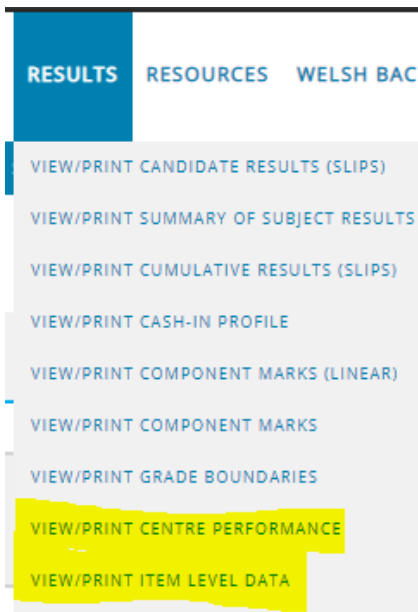 RESULTS RESOURCES WELSH BAC
VIEW/PRINT CANDIDATE RESULTS (SLIPS)
VIEW/PRINT SUMMARY OF SUBJECT RESULTS
VIEW/PRINT CUMULATIVE RESULTS (SLIPS)
VIEW/PRINT CASH-IN PROFILE
VIEW/PRINT COMPONENT MARKS (LINEAR)
VIEW/PRINT COMPONENT MARKS
VIEW/PRINT GRADE BOUNDARIES
VIEW/PRINT CENTRE PERFORMANCE
VIEW/PRINT ITEM LEVEL DATA